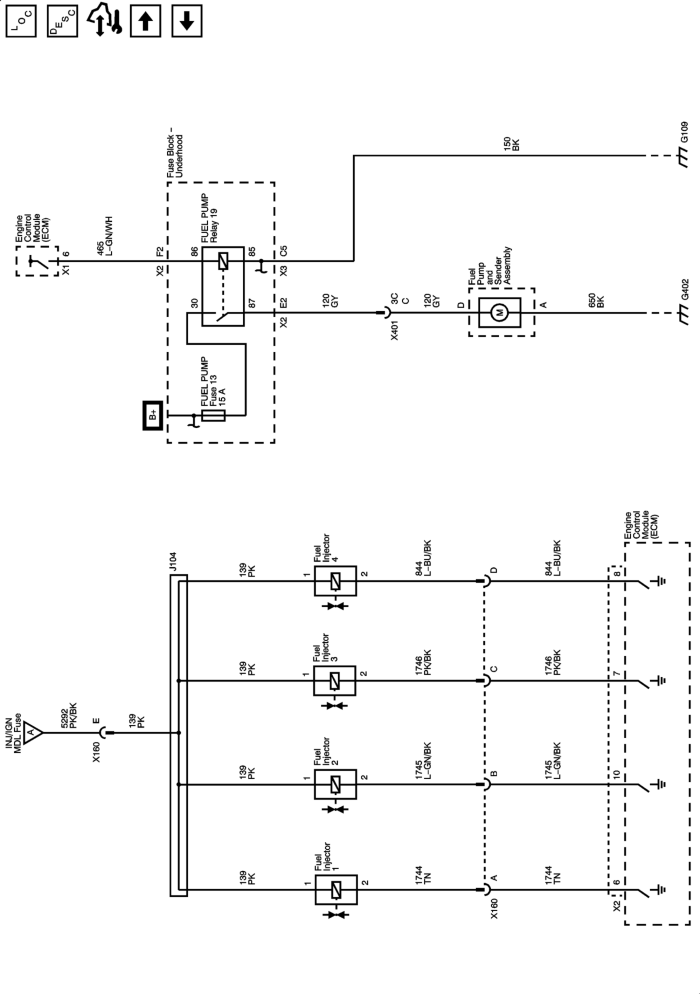 LOC
DESC
Engine
Control
Module
(ECM)
6
X1
465
L–GN/WH
F2
X2
Fuse Block –
Underhood
FUEL PUMP
Relay 19
86
85
30
87
C5
X3
E2
X2
150
BK
G109
B+
FUEL PUMP
Fuse 13
15 A
120
GY
3C
C
X401
120
GY
D
Fuel
Pump
and
Sender
Assembly
M
A
650
BK
G402
INJ/IGN
MDL Fuse
A
5292
PK/BK
E
X160
139
PK
J104
139
PK
1
Fuel
Injector
1
2
1744
TN
A
X160
1744
TN
6
X2
139
PK
1
Fuel
Injector
2
2
1745
L–GN/BK
B
1745
L–GN/BK
10
139
PK
1
Fuel
Injector
3
2
1746
PK/BK
C
1746
PK/BK
7
139
PK
1
Fuel
Injector
4
2
844
L–BU/BK
D
844
L–BU/BK
8
Engine
Control
Module
(ECM)